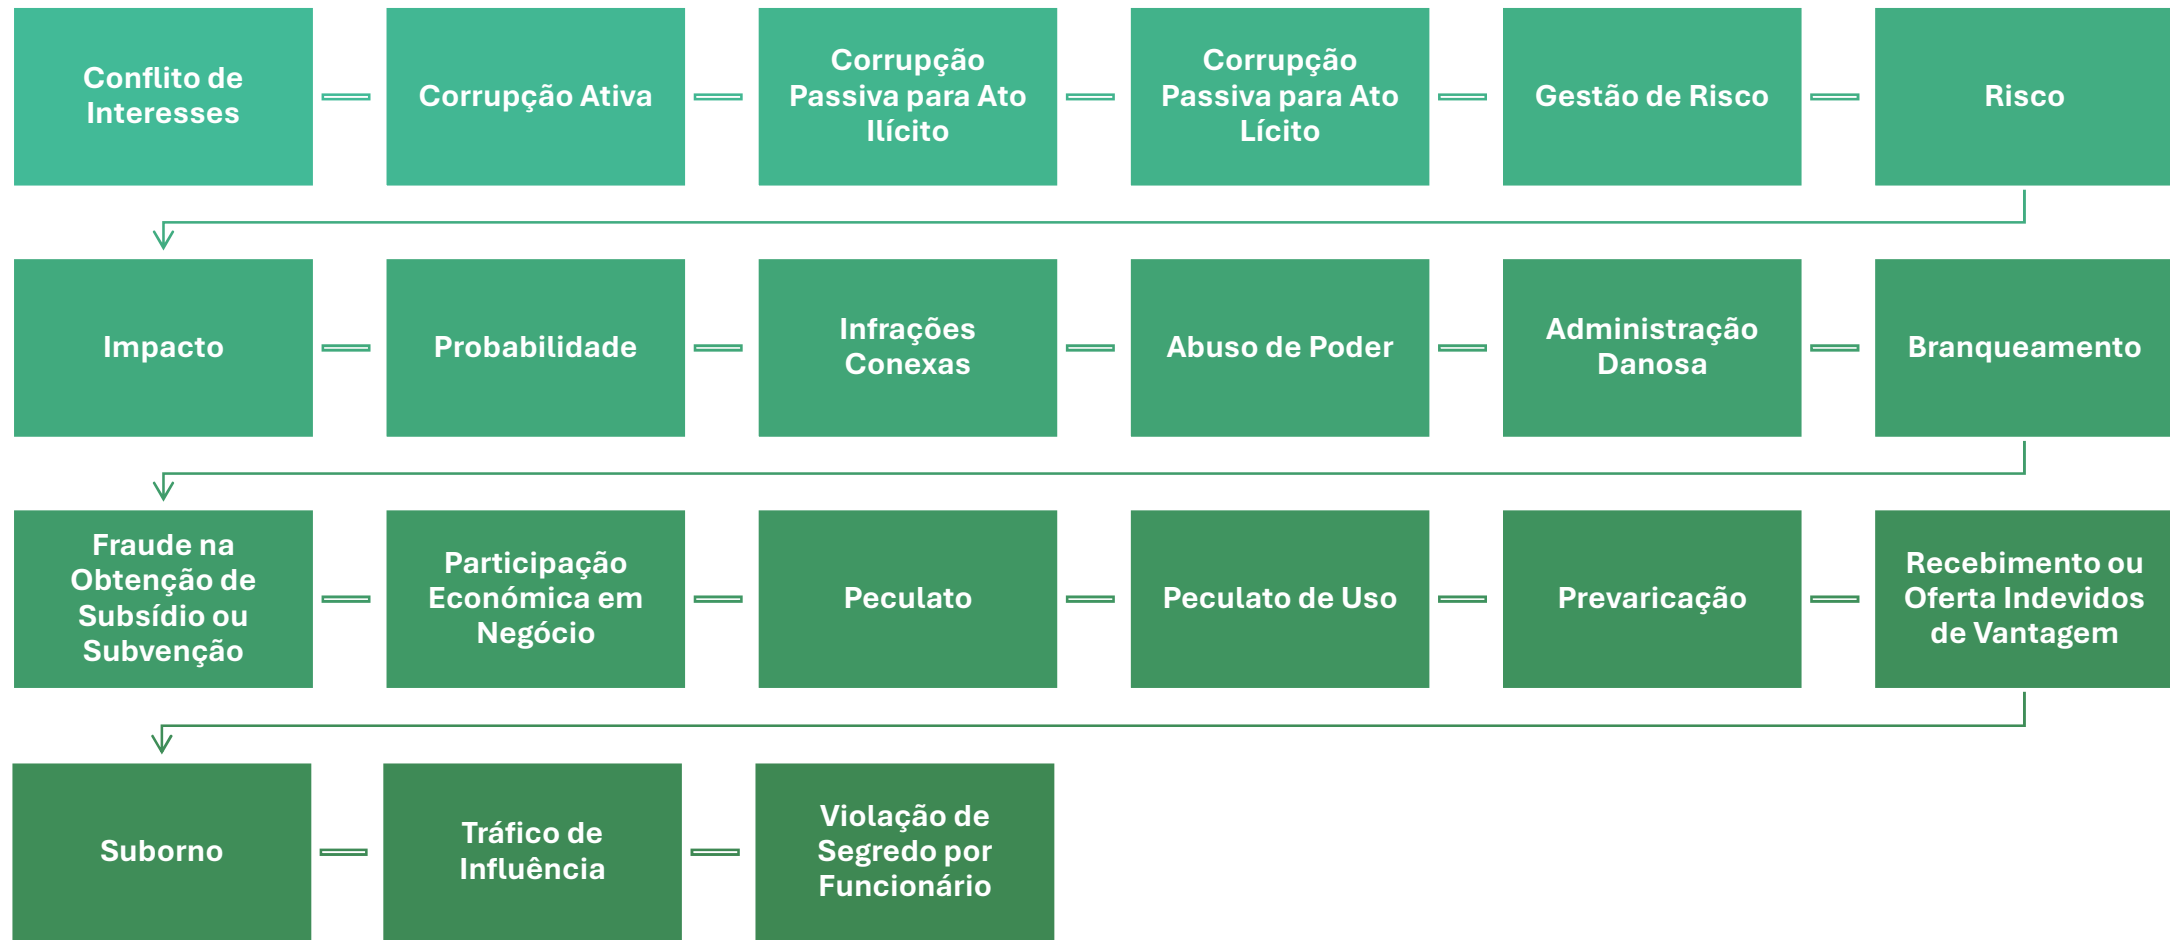 Conflito de
Interesses
Corrupção Ativa
Corrupção
Passiva para Ato
Ilícito
Corrupção
Passiva para Ato
Lícito
Gestão de Risco
Risco
Impacto
Probabilidade
Infrações
Conexas
Abuso de Poder
Administração
Danosa
Branqueamento
Fraude na
Obtenção de
Subsídio ou
Subvenção
Participação
Económica em
Negócio
Peculato
Peculato de Uso
Prevaricação
Recebimento ou
Oferta Indevidos
de Vantagem
Suborno
Tráfico de
Influência
Violação de
Segredo por
Funcionário